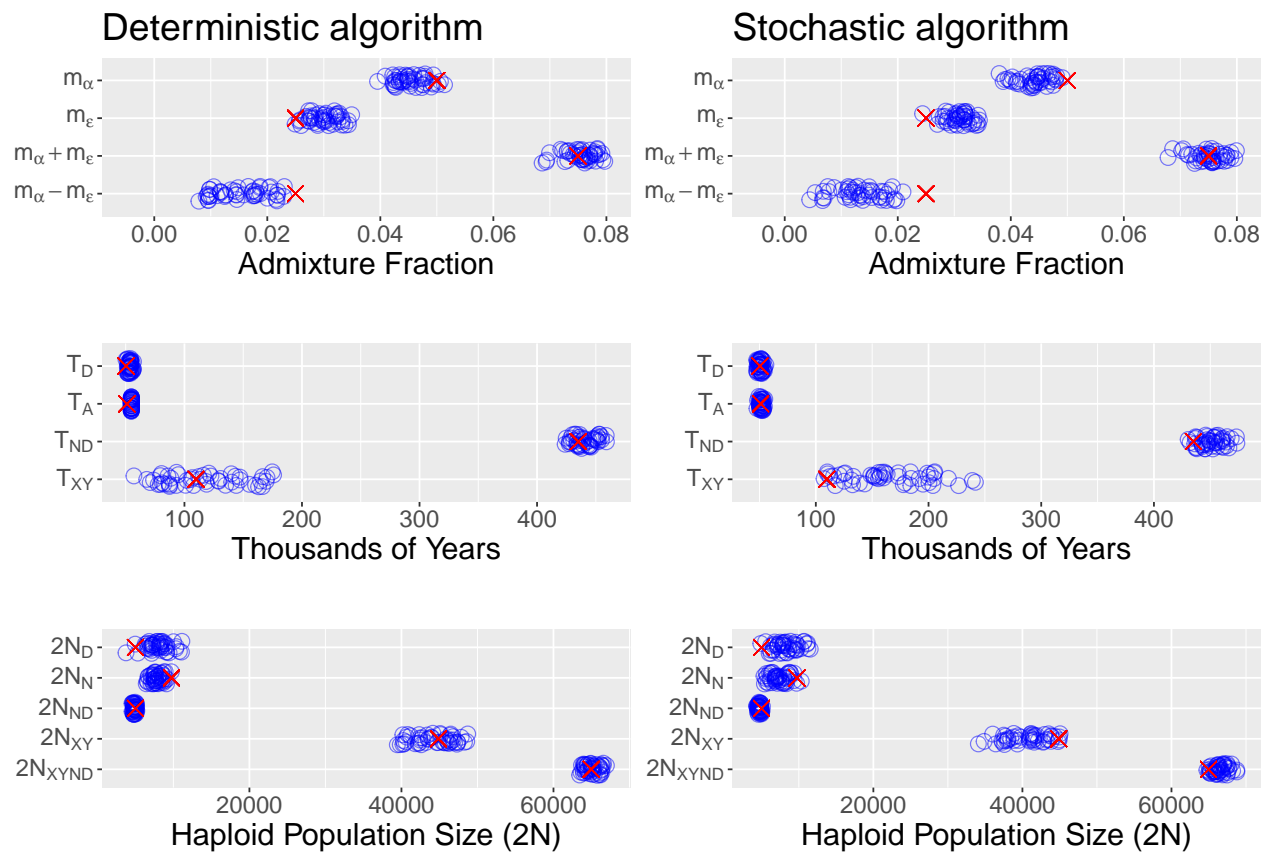 Deterministic algorithm
mα
mε
mα + mε
mα − mε
0.00 0.02 0.04 0.06 0.08
Admixture Fraction
Stochastic algorithm
mα
mε
mα + mε
mα − mε
0.00 0.02 0.04 0.06 0.08
Admixture Fraction
TD
TA
TND
TXY
100 200 300 400
Thousands of Years
TD
TA
TND
TXY
100 200 300 400
Thousands of Years
2ND
2NN
2NND
2NXY
2NXYND
20000 40000 60000
Haploid Population Size (2N)
2ND
2NN
2NND
2NXY
2NXYND
20000 40000 60000
Haploid Population Size (2N)